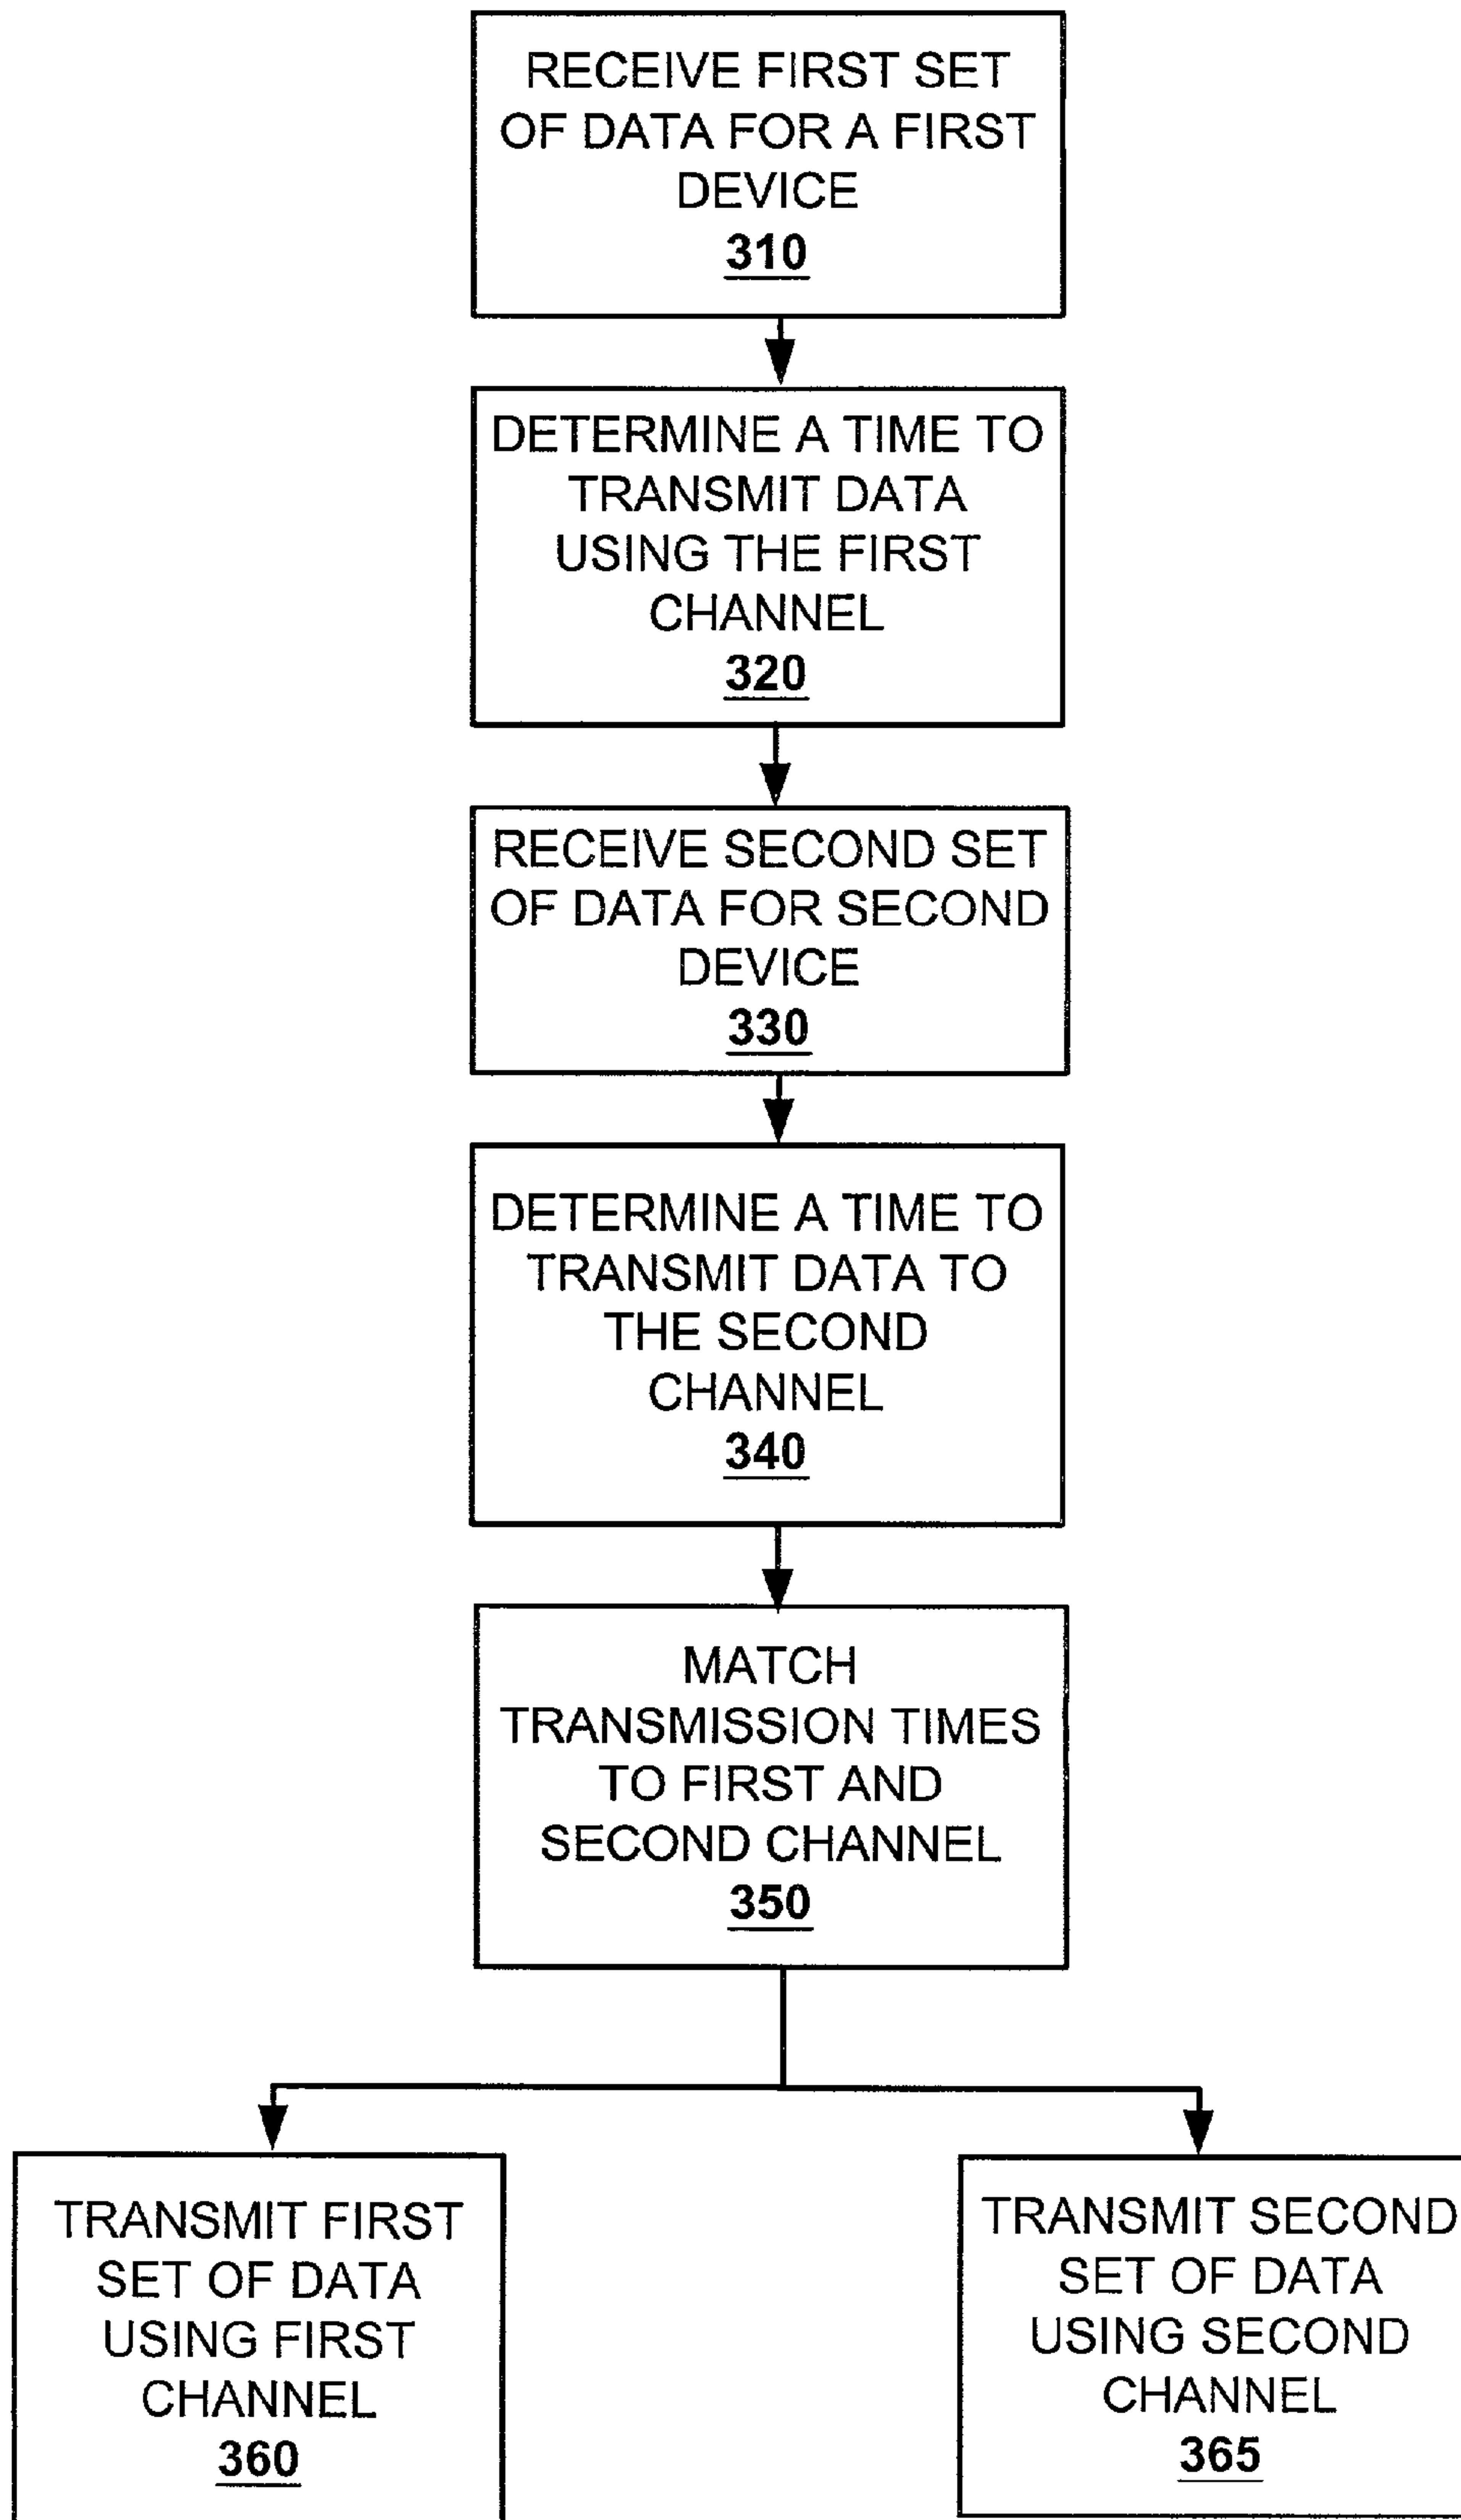 RECEIVE FIRST SET
OF DATA FOR A FIRST
DEVICE
310
DETERMINE A TIME TO
TRANSMIT DATA
USING THE FIRST
CHANNEL
320
RECEIVE SECOND SET
OF DATA FOR SECOND
DEVICE
330
DETERMINE A TIME TO
TRANSMIT DATA TO
THE SECOND
CHANNEL
340
MATCH
TRANSMISSION TIMES
TO FIRST AND
SECOND CHANNEL
350
TRANSMIT FIRST
SET OF DATA
USING FIRST
CHANNEL
360
TRANSMIT SECOND
SET OF DATA
USING SECOND
CHANNEL
365